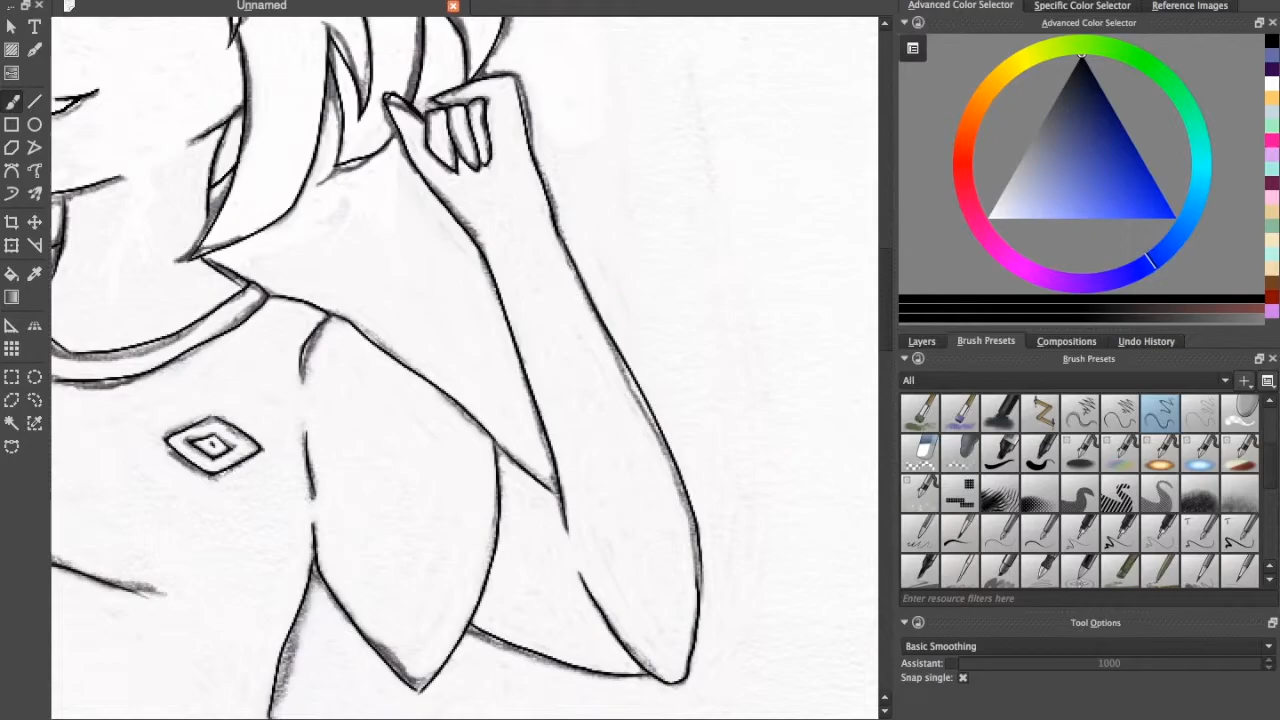 Unnamed
Advanced Color Selector
Specific Color Selector
Reference Images
Advanced Color Selector
Layers
Brush Presets
Compositions
Undo History
Brush Presets
All
Enter resource filters here
Tool Options
Basic Smoothing
Assistant:
1000
Snap single: